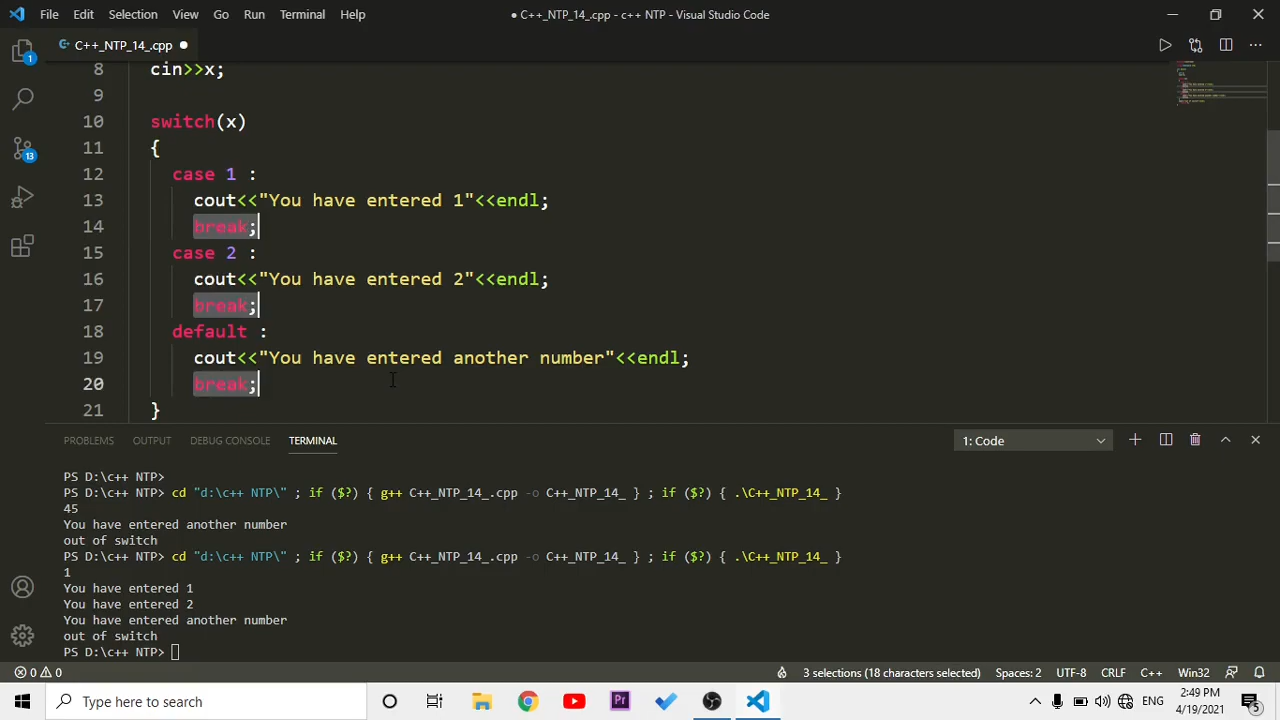 File Edit Selection View Go Run Terminal Help
● C++_NTP_14_.cpp - c++ NTP - Visual Studio Code
C++_NTP_14_.cpp ●
1
13
8 cin>>x;
9
10 switch(x)
11 {
12 case 1 :
13 cout<<"You have entered 1"<<endl;
14 break;
15 case 2 :
16 cout<<"You have entered 2"<<endl;
17 break;
18 default :
19 cout<<"You have entered another number"<<endl;
20 break;
21 }
PROBLEMS OUTPUT DEBUG CONSOLE TERMINAL 1: Code
PS D:\c++ NTP>
PS D:\c++ NTP> cd "d:\c++ NTP\" ; if ($?) { g++ C++_NTP_14_.cpp -o C++_NTP_14_ } ; if ($?) { .\C++_NTP_14_ }
45
You have entered another number
out of switch
PS D:\c++ NTP> cd "d:\c++ NTP\" ; if ($?) { g++ C++_NTP_14_.cpp -o C++_NTP_14_ } ; if ($?) { .\C++_NTP_14_ }
1
You have entered 1
You have entered 2
You have entered another number
out of switch
PS D:\c++ NTP>
0 0 3 selections (18 characters selected) Spaces: 2 UTF-8 CRLF C++ Win32
Type here to search
Pr
ENG
2:49 PM
4/19/2021
5